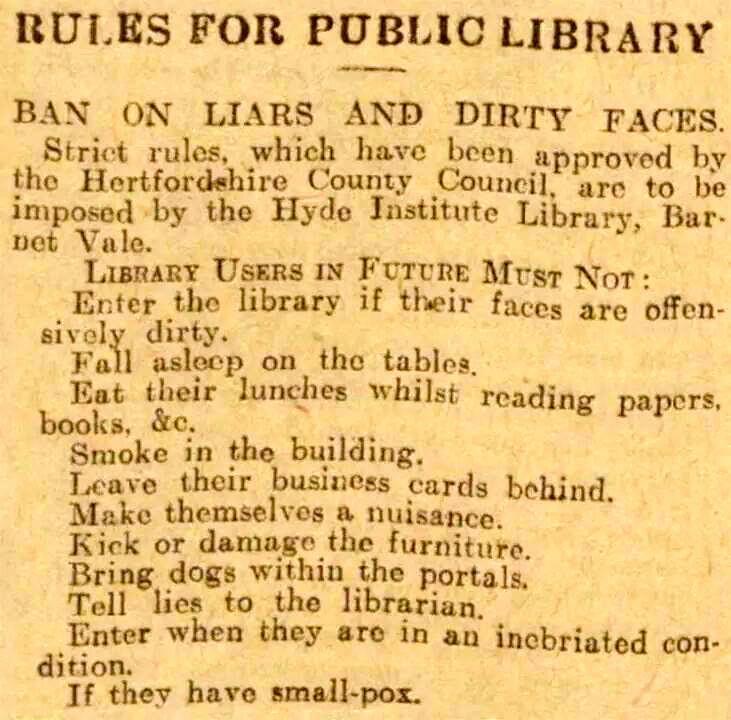 RULES FOR PUBLIC LIBRARY
BAN ON LIARS AND DIRTY FACES.
Strict rules, which have been approved by
the Hertfordshire County Council, are to be
imposed by the Hyde Institute Library, Bar-
net Vale.
LIBRARY USERS IN FUTURE MUST NOT:
Enter the library if their faces are offen-
sively dirty.
Fall asleep on the tables.
Eat their lunches whilst reading papers,
books, &c.
Smoke in the building.
Leave their business cards behind.
Make themselves a nuisance.
Kick or damage the furniture.
Bring dogs within the portals.
Tell lies to the librarian.
Enter when they are in an inebriated con-
dition.
If they have small-pox.